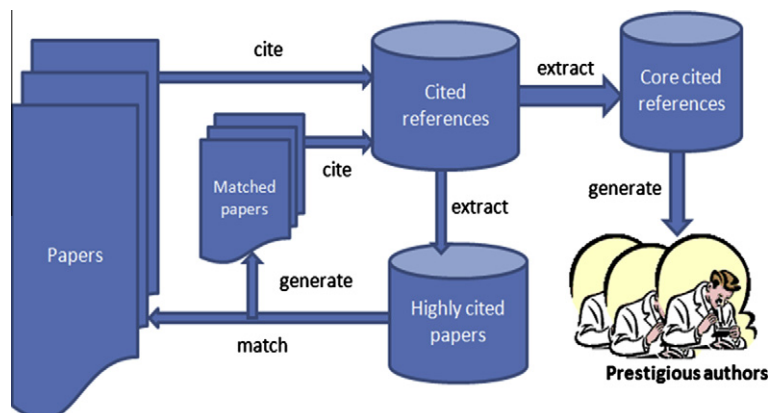 cite
Cited
references
extract
Core cited
references
Matched
papers
cite
generate
extract
Papers
generate
Highly cited
papers
match
Prestigious authors